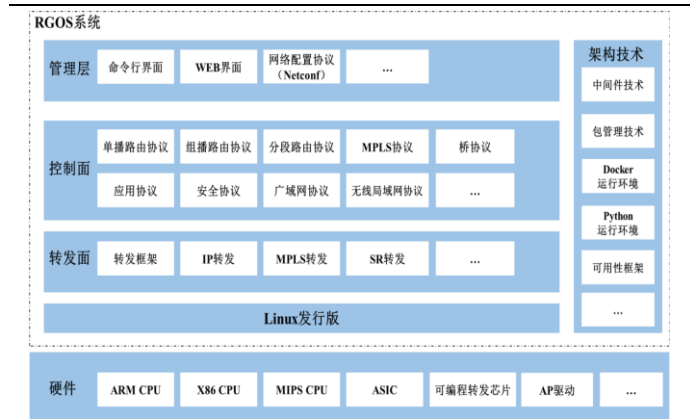 RGOS系统
管理层
命令行界面
WEB界面
网络配置协议
（Netconf）
...
控制面
单播路由协议
组播路由协议
分段路由协议
MPLS协议
桥协议
应用协议
安全协议
广域网协议
无线局域网协议
...
转发面
转发框架
IP转发
MPLS转发
SR转发
...
Linux发行版
架构技术
中间件技术
包管理技术
Docker
运行环境
Python
运行环境
可用性框架
...
硬件
ARM CPU
X86 CPU
MIPS CPU
ASIC
可编程转发芯片
AP驱动
...